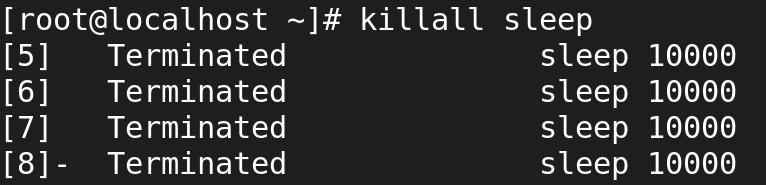 [root@localhost ~]# killall sleep
[5]   Terminated              sleep 10000
[6]   Terminated              sleep 10000
[7]   Terminated              sleep 10000
[8]-  Terminated              sleep 10000